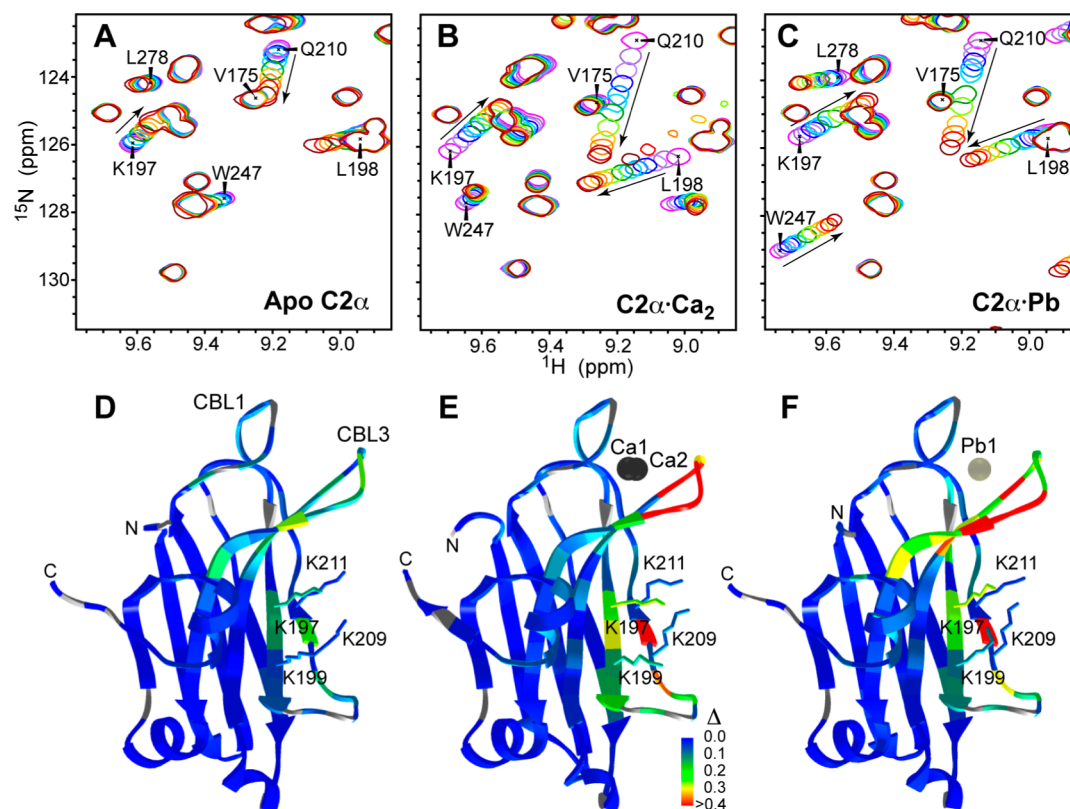 A
B
C
Q210
Q210
Q210
L278
V175
V175
L278
V175
K197
L198
K197
L198
K197
L198
W247
W247
W247
124
126
128
130
15N (ppm)
Apo C2α
C2α·Ca2
C2α·Pb
9.6 9.4 9.2 9.0
9.6 9.4 9.2 9.0
9.6 9.4 9.2 9.0
1H (ppm)
D
E
F
CBL1
CBL3
Ca1
Ca2
Pb1
N
N
N
C
C
C
K211
K211
K211
K197
K197
K197
K209
K209
K209
K199
K199
K199
Δ
0.0
0.1
0.2
0.3
>0.4